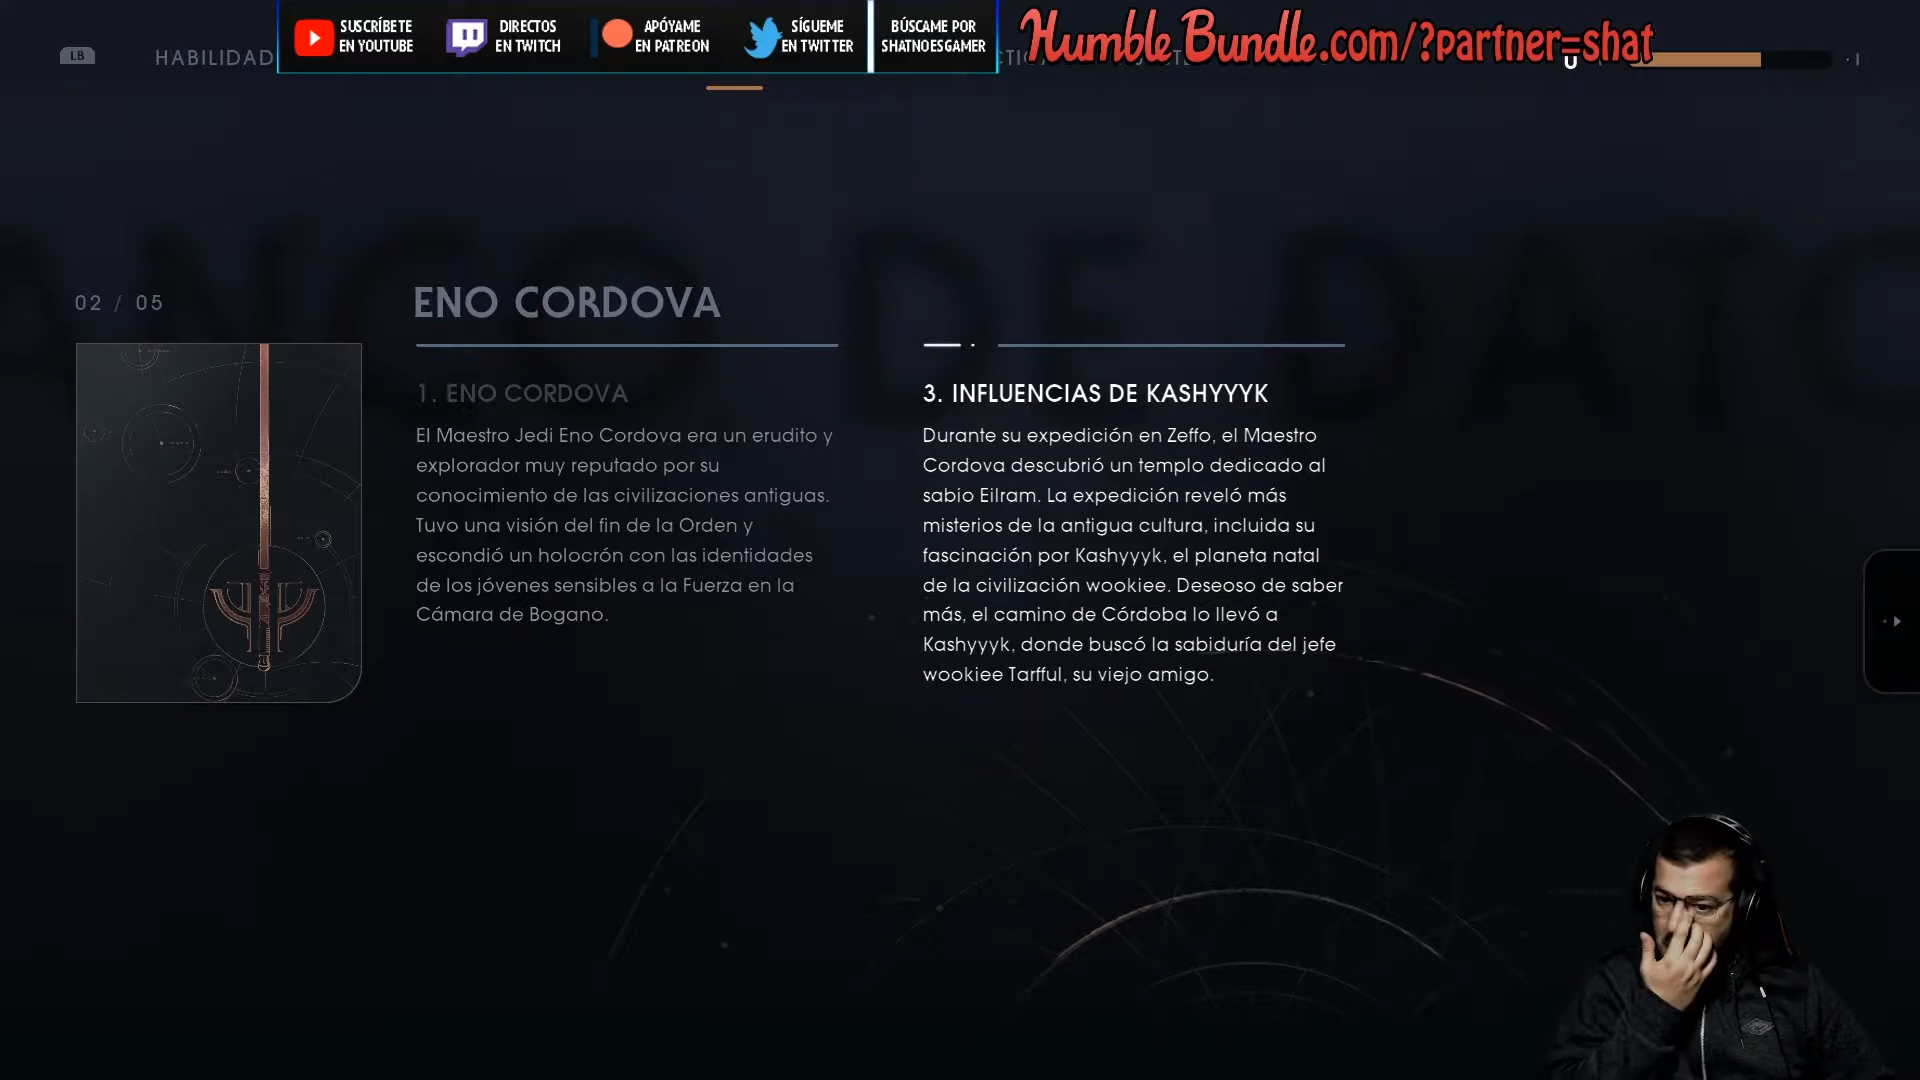 SUSCRÍBETE
EN YOUTUBE
DIRECTOS
EN TWITCH
APÓYAME
EN PATREON
SÍGUEME
EN TWITTER
BÚSCAME POR
SHATNOESGAMER
HumbleBundle.com/?partner=shat
LB
HABILIDAD
ANCO DE DATO
02 / 05
ENO CORDOVA
1. ENO CORDOVA
El Maestro Jedi Eno Cordova era un erudito y
explorador muy reputado por su
conocimiento de las civilizaciones antiguas.
Tuvo una visión del fin de la Orden y
escondió un holocrón con las identidades
de los jóvenes sensibles a la Fuerza en la
Cámara de Bogano.
3. INFLUENCIAS DE KASHYYYK
Durante su expedición en Zeffo, el Maestro
Cordova descubrió un templo dedicado al
sabio Eilram. La expedición reveló más
misterios de la antigua cultura, incluida su
fascinación por Kashyyyk, el planeta natal
de la civilización wookiee. Deseoso de saber
más, el camino de Córdoba lo llevó a
Kashyyyk, donde buscó la sabiduría del jefe
wookiee Tarfful, su viejo amigo.